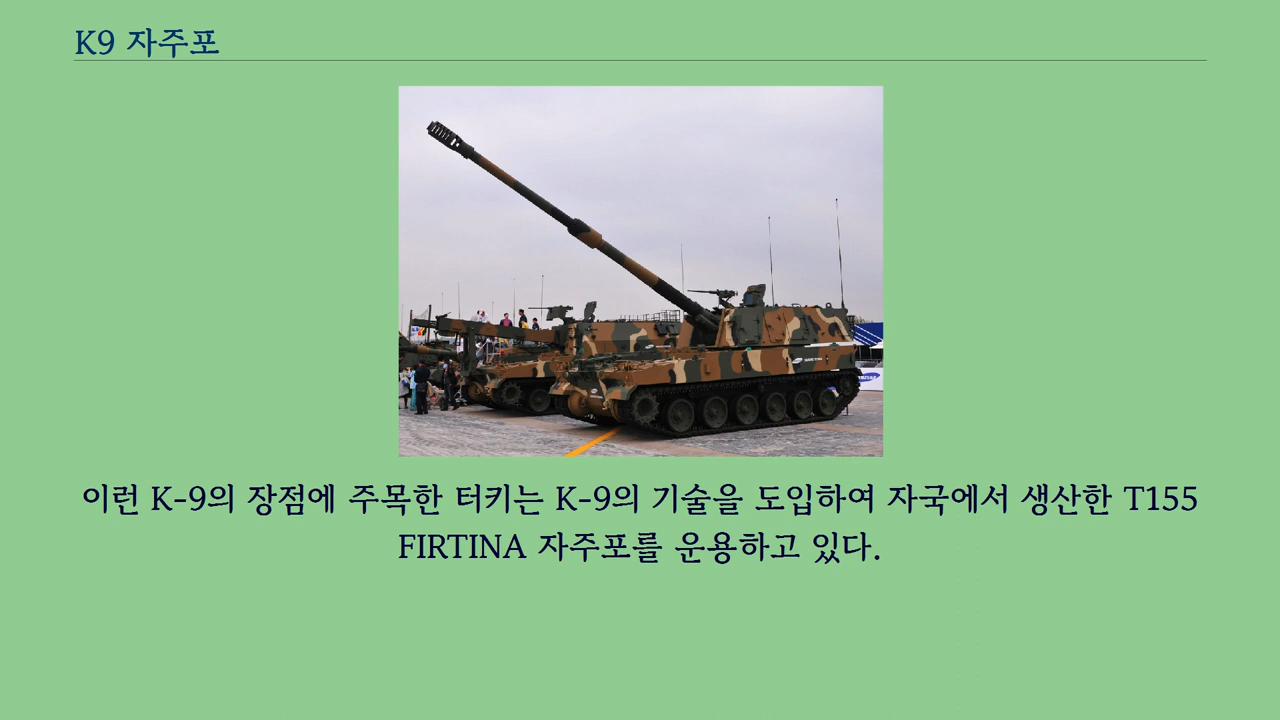 K9 자주포
이런 K-9의 장점에 주목한 터키는 K-9의 기술을 도입하여 자국에서 생산한 T155
FIRTINA 자주포를 운용하고 있다.